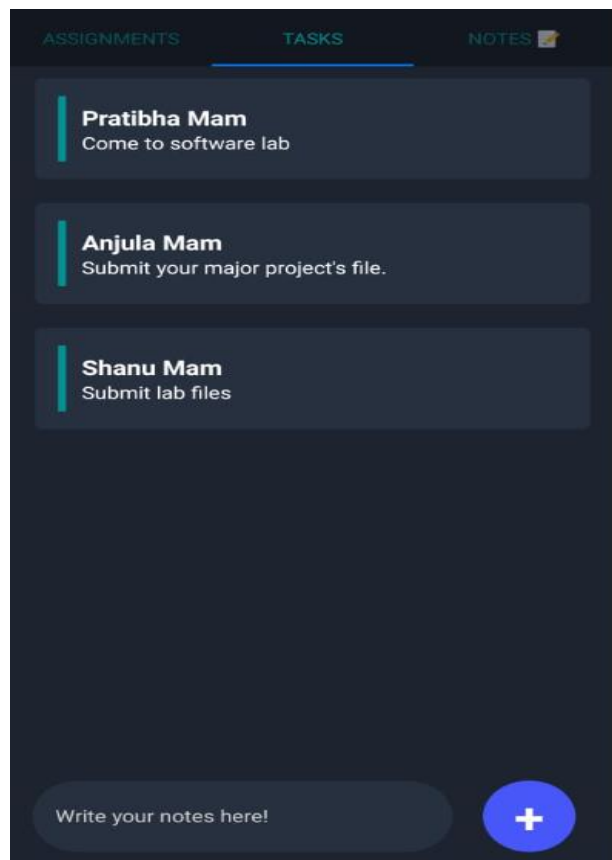 ASSIGNMENTS TASKS NOTES 📝
Pratibha Mam
Come to software lab
Anjula Mam
Submit your major project's file.
Shanu Mam
Submit lab files
Write your notes here!
+